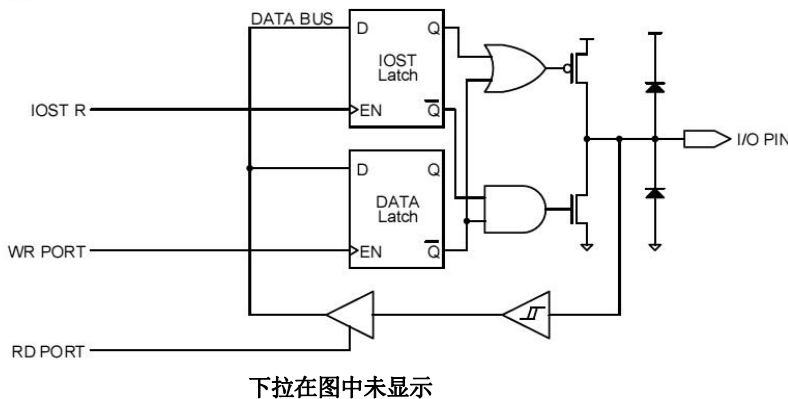 DATA BUS
D Q
IOST
Latch
IOST R
EN Q
D Q
DATA
Latch
WR PORT
EN Q
I/O PIN
RD PORT
下拉在图中未显示